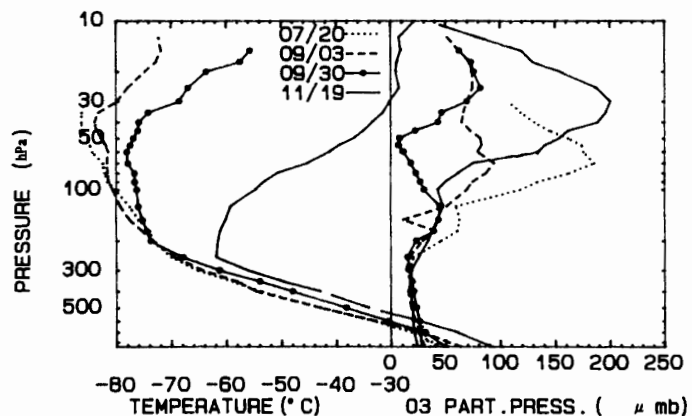 10
30
50
100
300
500
PRESSURE (hPa)
07/20
09/03
09/30
11/19
0 50 100 150 200 250
-80 -70 -60 -50 -40 -30
TEMPERATURE(°C)
O3 PART.PRESS.( μ mb)